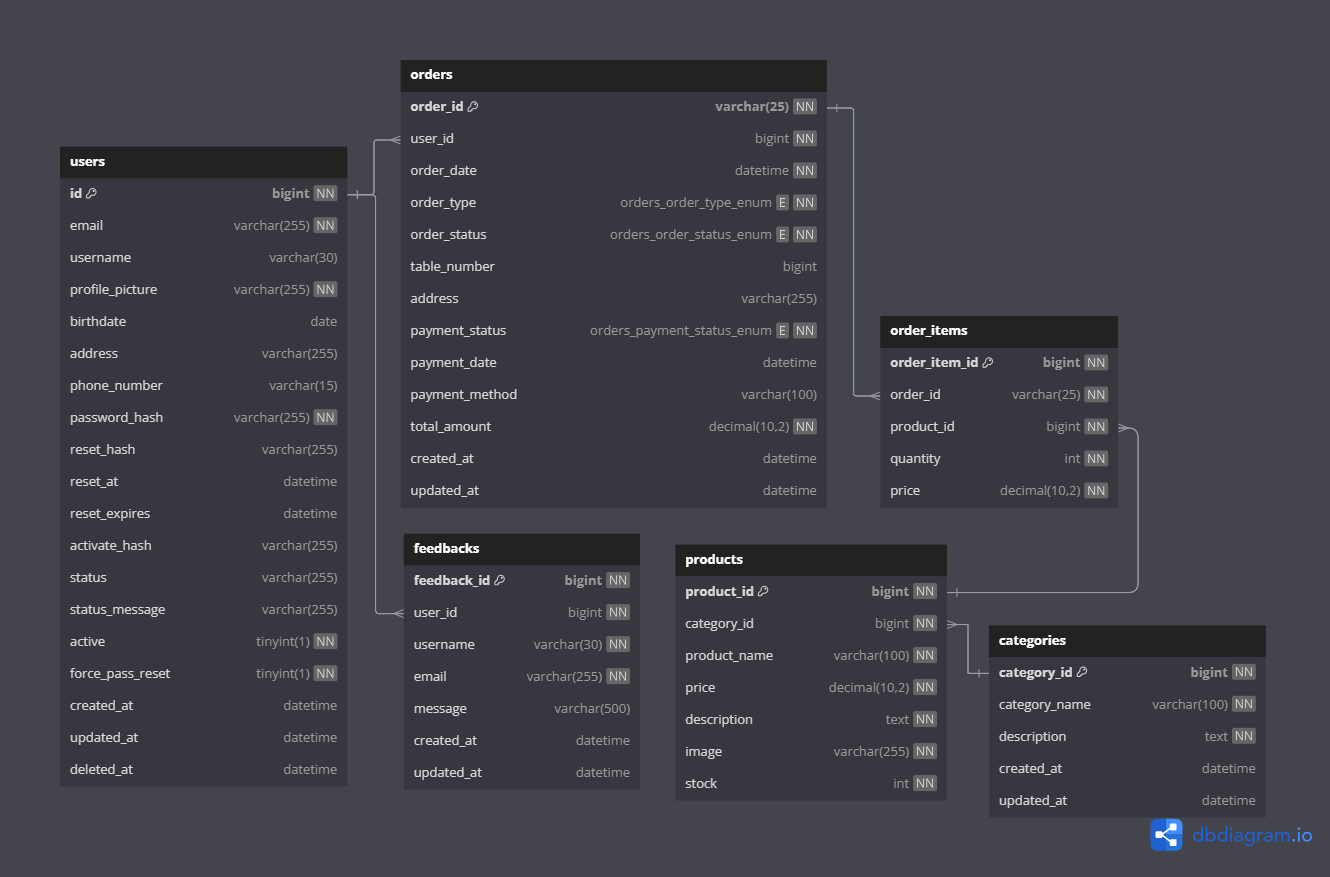 orders
order_id varchar(25) NN
user_id bigint NN
order_date datetime NN
order_type orders_order_type_enum E NN
order_status orders_order_status_enum E NN
table_number bigint
address varchar(255)
payment_status orders_payment_status_enum E NN
payment_date datetime
payment_method varchar(100)
total_amount decimal(10,2) NN
created_at datetime
updated_at datetime
users
id bigint NN
email varchar(255) NN
username varchar(30)
profile_picture varchar(255) NN
birthdate date
address varchar(255)
phone_number varchar(15)
password_hash varchar(255) NN
reset_hash varchar(255)
reset_at datetime
reset_expires datetime
activate_hash varchar(255)
status varchar(255)
status_message varchar(255)
active tinyint(1) NN
force_pass_reset tinyint(1) NN
created_at datetime
updated_at datetime
deleted_at datetime
order_items
order_item_id bigint NN
order_id varchar(25) NN
product_id bigint NN
quantity int NN
price decimal(10,2) NN
feedbacks
feedback_id bigint NN
user_id bigint NN
username varchar(30) NN
email varchar(255) NN
message varchar(500)
created_at datetime
updated_at datetime
products
product_id bigint NN
category_id bigint NN
product_name varchar(100) NN
price decimal(10,2) NN
description text NN
image varchar(255) NN
stock int NN
categories
category_id bigint NN
category_name varchar(100) NN
description text NN
created_at datetime
updated_at datetime
dbdiagram.io